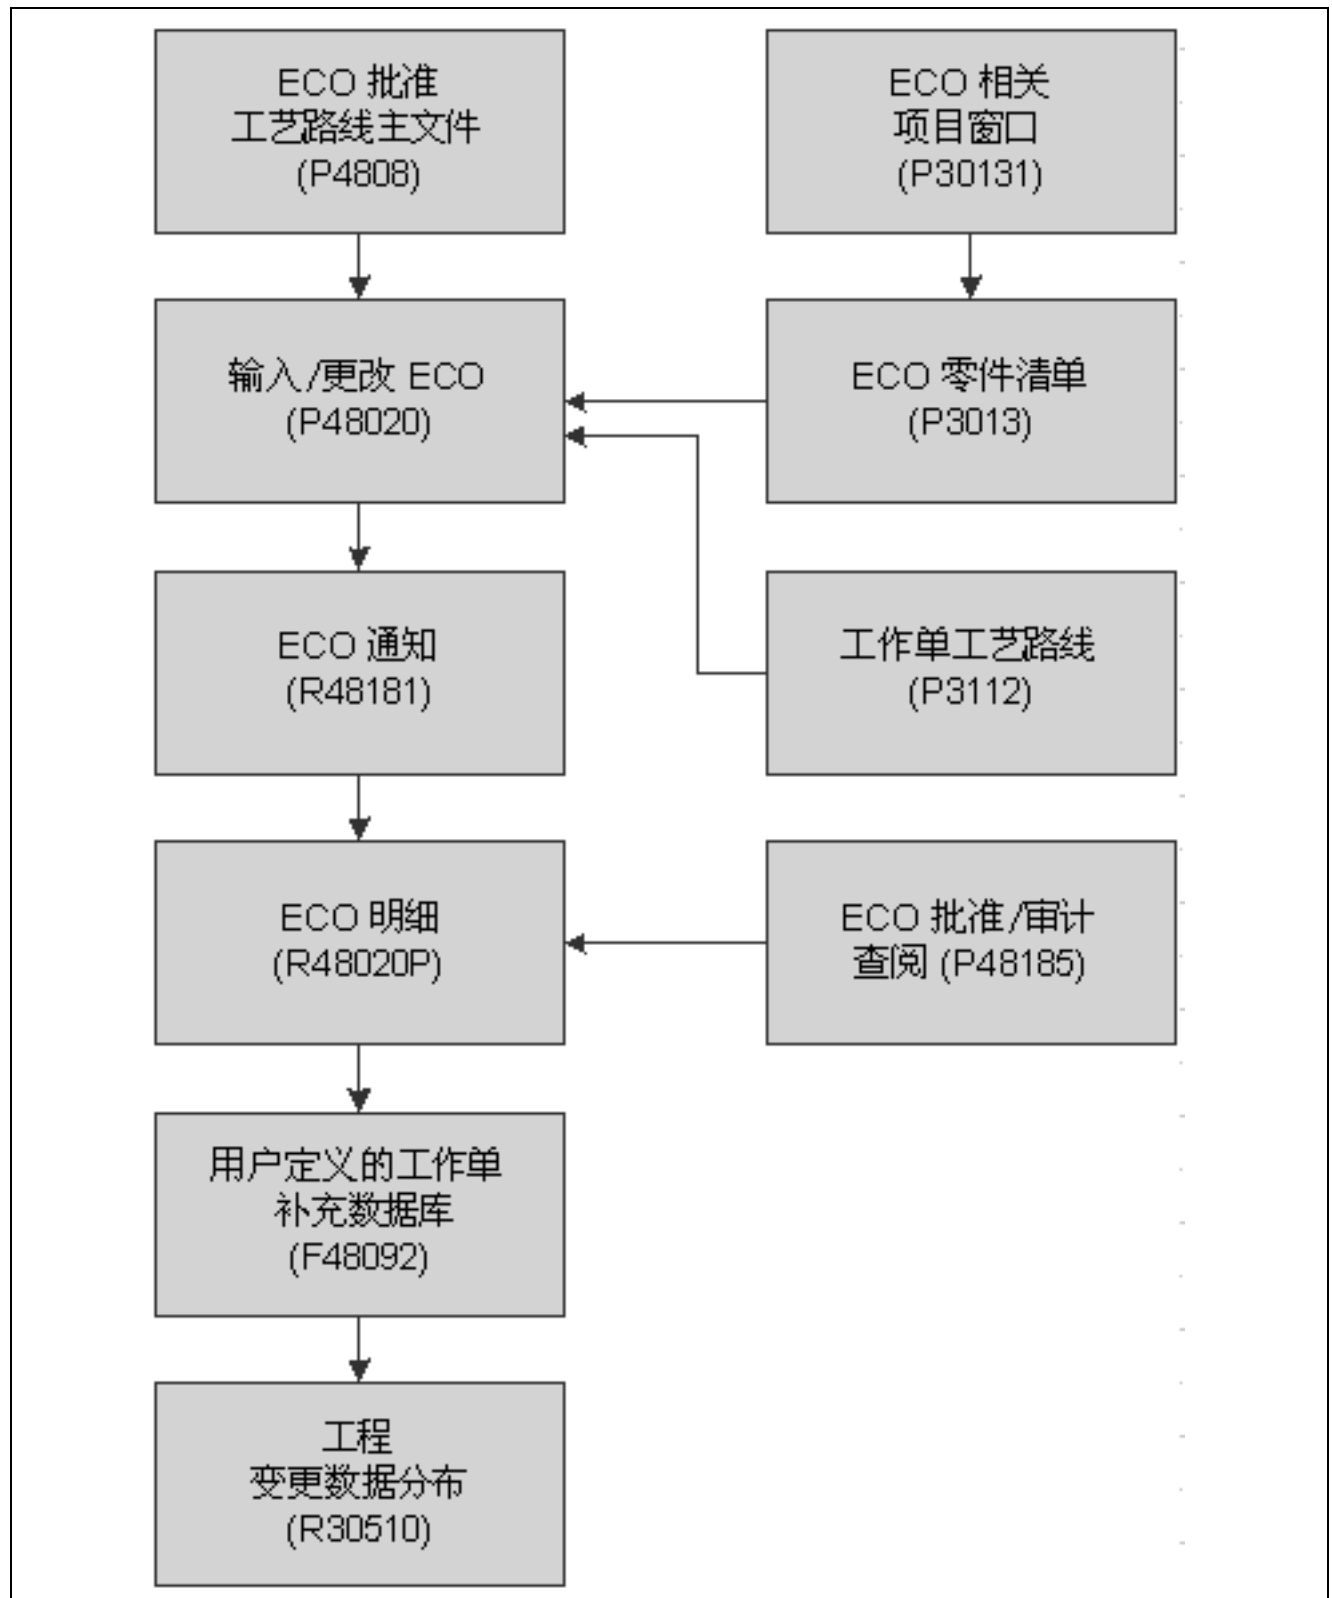 ECO 批准
工艺路线主文件
(P4808)
ECO 相关
项目窗口
(P30131)
输入/更改 ECO
(P48020)
ECO 零件清单
(P3013)
ECO 通知
(R48181)
工作单工艺路线
(P3112)
ECO 明细
(R48020P)
ECO 批准/审计
查阅 (P48185)
用户定义的工作单
补充数据库
(F48092)
工程
变更数据分布
(R30510)